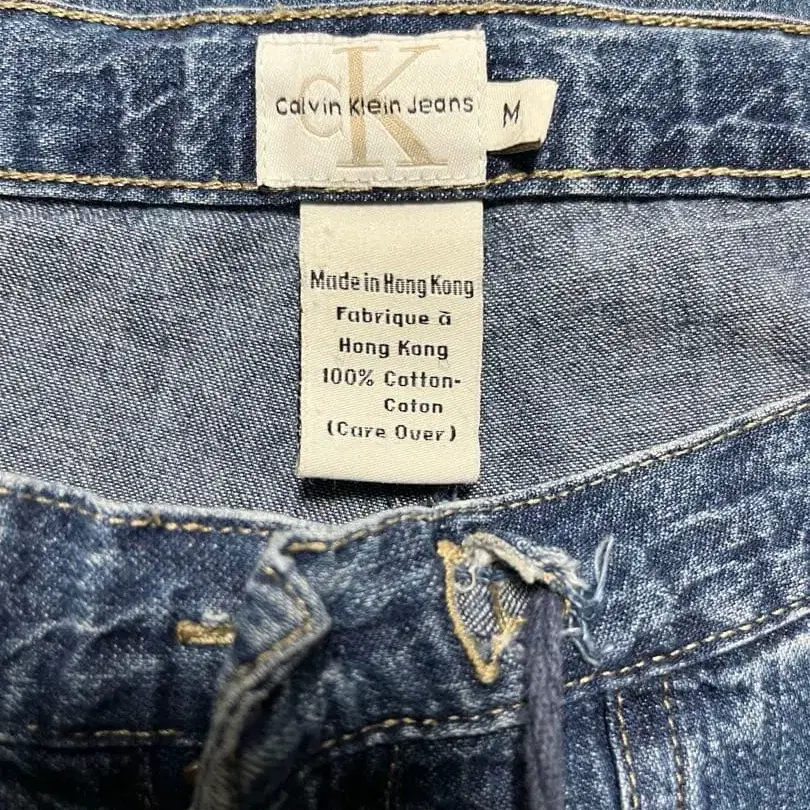 CK
Calvin Klein Jeans
M
Made in Hong Kong
Fabrique ā
Hong Kong
100% Cotton-
Coton
(Care Over)